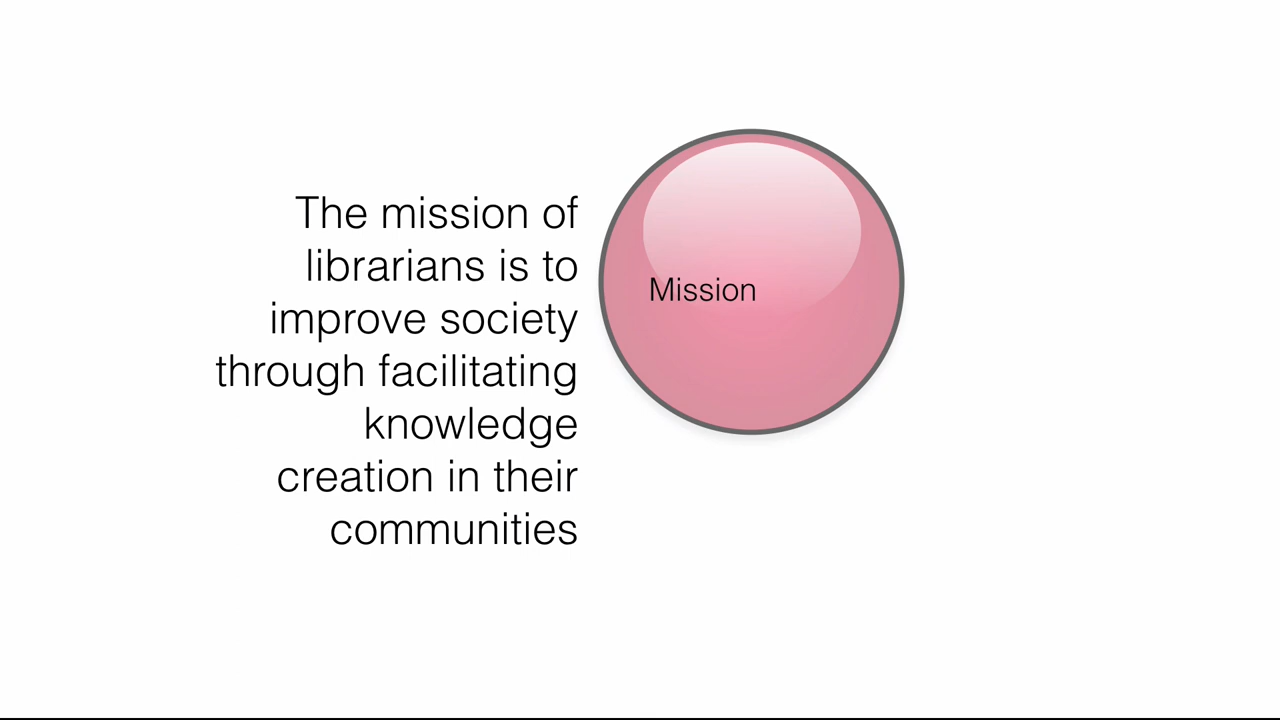 The mission of
librarians is to
improve society
through facilitating
knowledge
creation in their
communities
Mission